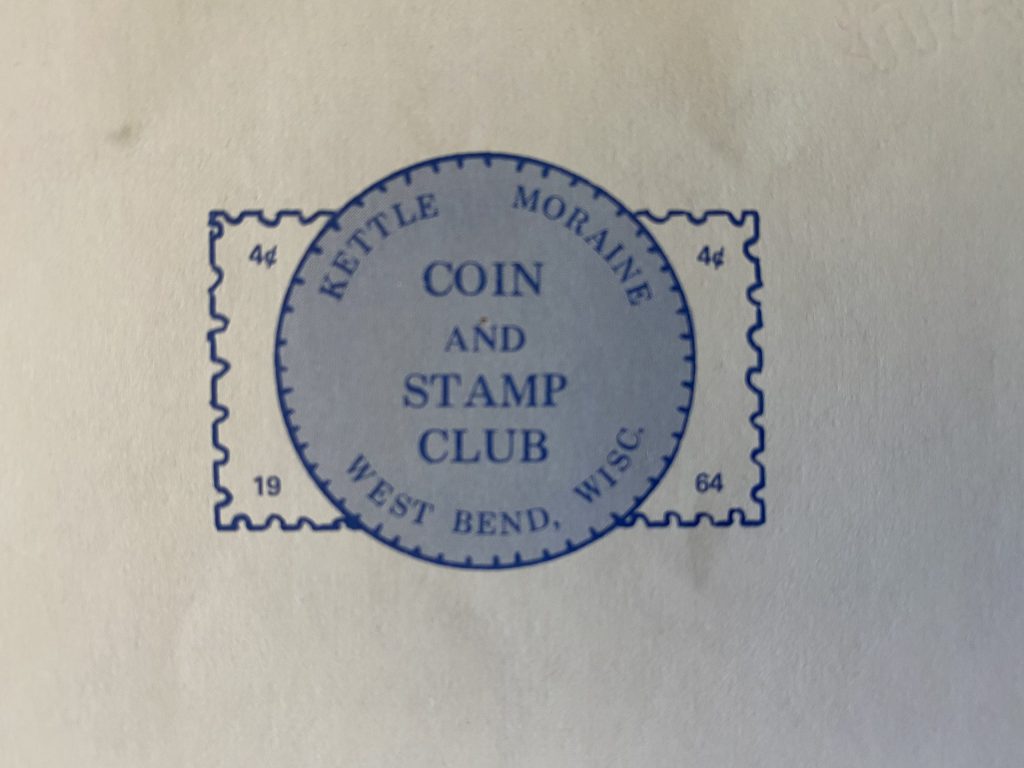 KETTLE MORAINE
4¢ 4¢
COIN
AND
STAMP
CLUB
19 64
WEST BEND, WISC.